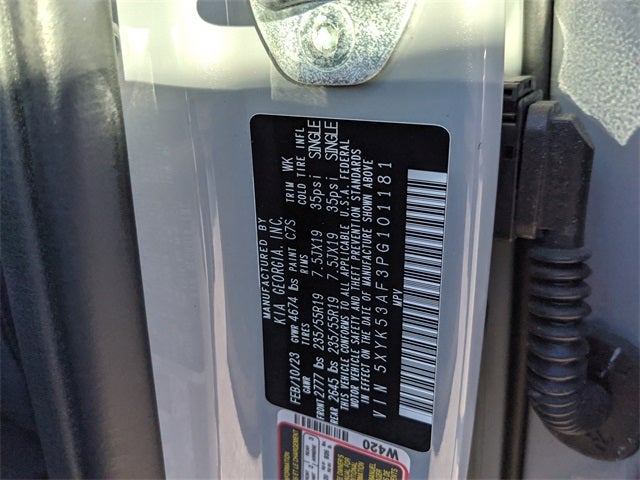 MANUFACTURED BY
KIA GEORGIA, INC.
FEB/10/23 GVWR 4674 lbs PAINT C7S TRIM WK
GAWR TIRES RIMS COLD TIRE INFL
FRONT 2777 lbs 235/55R19 7.5JX19 35psi SINGLE
REAR 2645 lbs 235/55R19 7.5JX19 35psi SINGLE
THIS VEHICLE CONFORMS TO ALL APPLICABLE U.S.A. FEDERAL
MOTOR VEHICLE SAFETY AND THEFT PREVENTION STANDARDS
IN EFFECT ON THE DATE OF MANUFACTURE SHOWN ABOVE
VIN 5XYK53AF3PG101181
MPV
W420